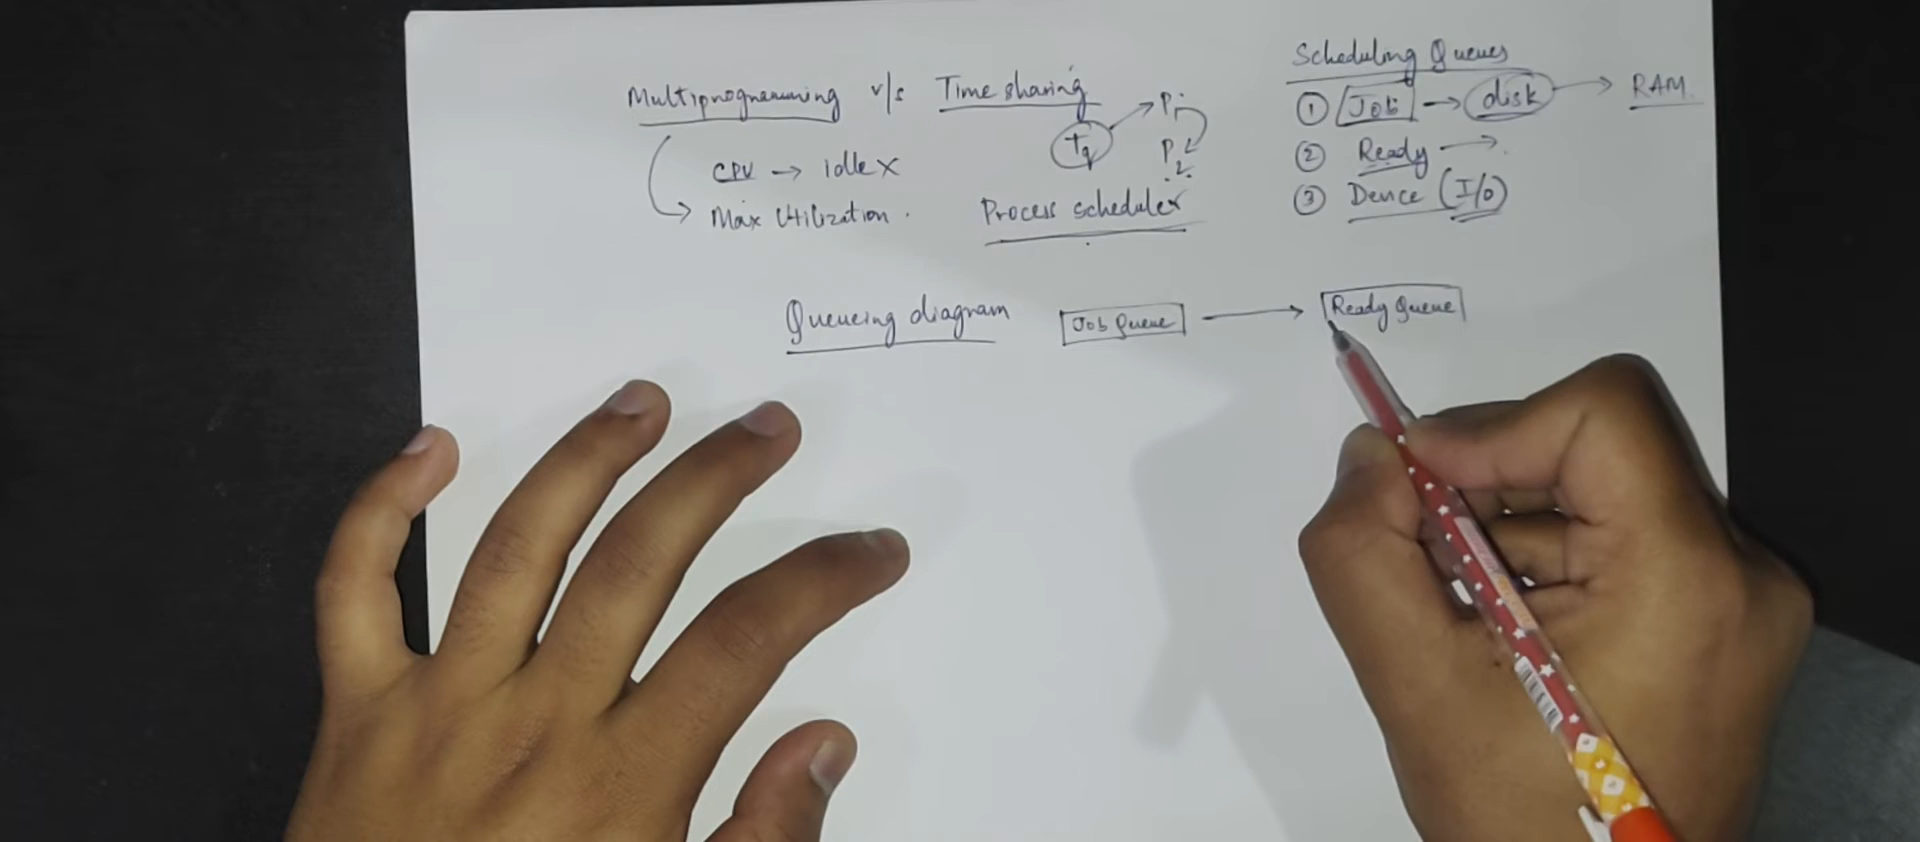 Multiprogramming v/s Time sharing
CPU → idle X
Max Utilization.
Tq
P1
P2
Process scheduler
Scheduling Queues
① Job → disk → RAM
② Ready →
③ Device (I/O)
Queueing diagram
Job Queue → Ready Queue